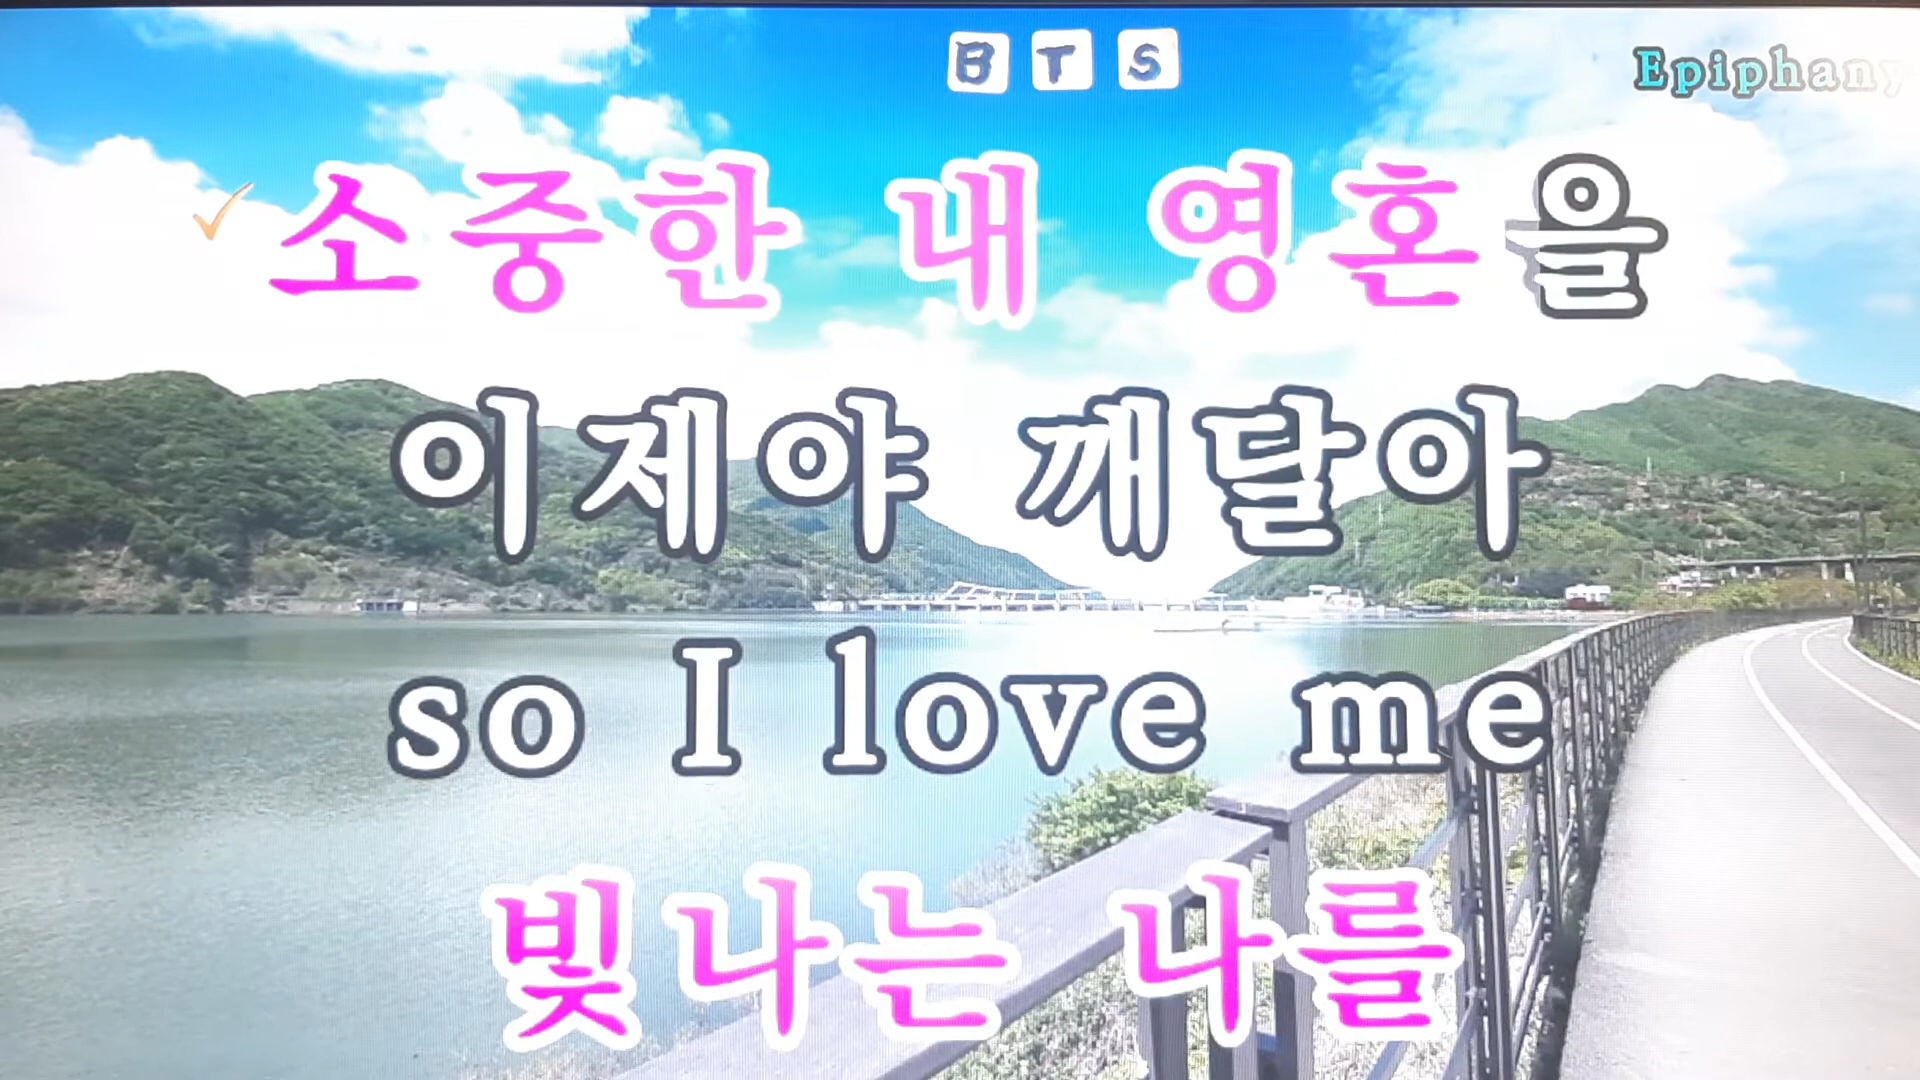 BTS
Epiphany
소중한 내 영혼을
이제야 깨달아
so I love me
빛나는 나를